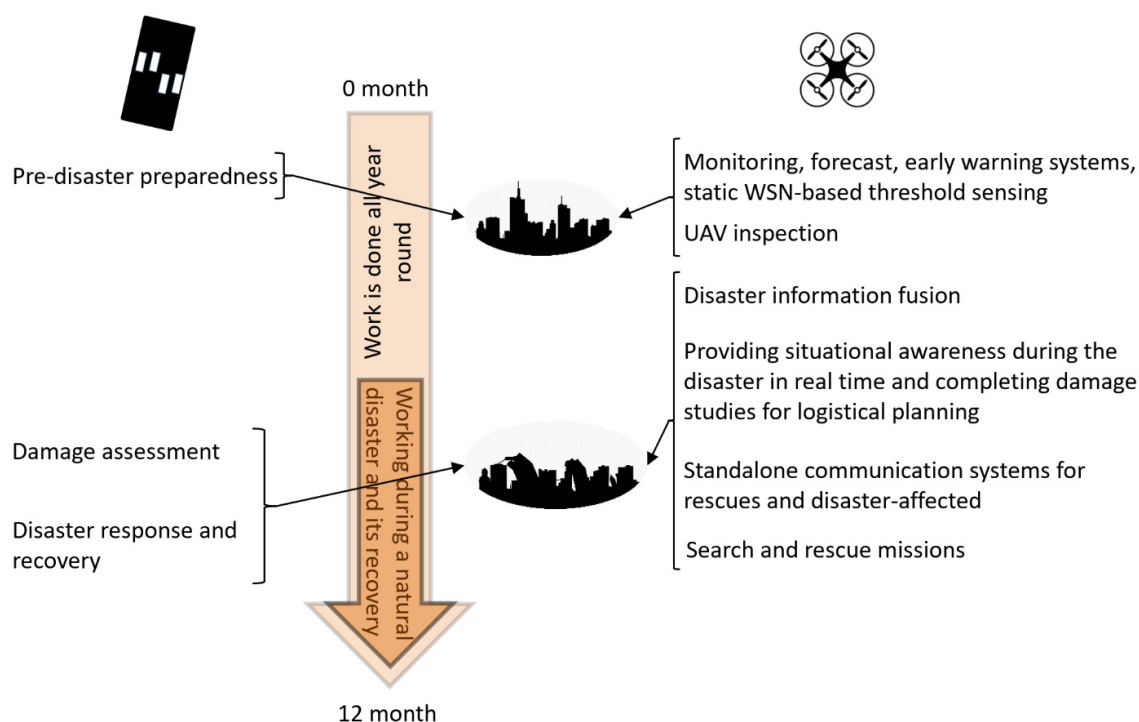 0 month
Pre-disaster preparedness
Work is done all year
round
Monitoring, forecast, early warning systems,
static WSN-based threshold sensing
UAV inspection
Disaster information fusion
Providing situational awareness during the
disaster in real time and completing damage
studies for logistical planning
Damage assessment
Disaster response and
recovery
Working during a natural
disaster and its recovery
Standalone communication systems for
rescues and disaster-affected
Search and rescue missions
12 month